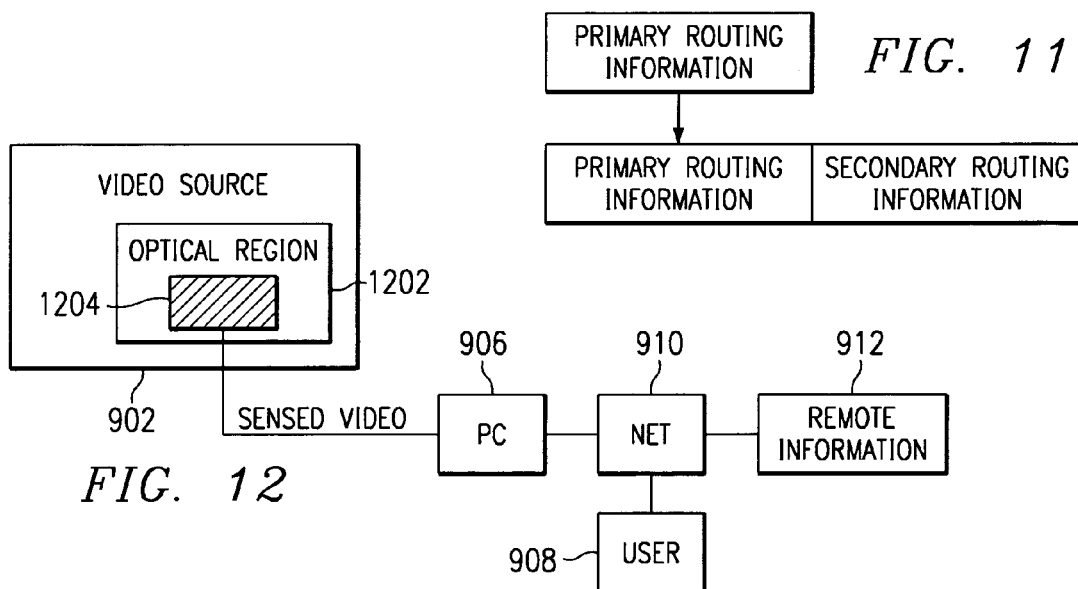 PRIMARY ROUTING
INFORMATION
FIG. 11
PRIMARY ROUTING
INFORMATION
SECONDARY ROUTING
INFORMATION
VIDEO SOURCE
OPTICAL REGION
1204
1202
902
SENSED VIDEO
906
PC
910
NET
912
REMOTE
INFORMATION
908
USER
FIG. 12